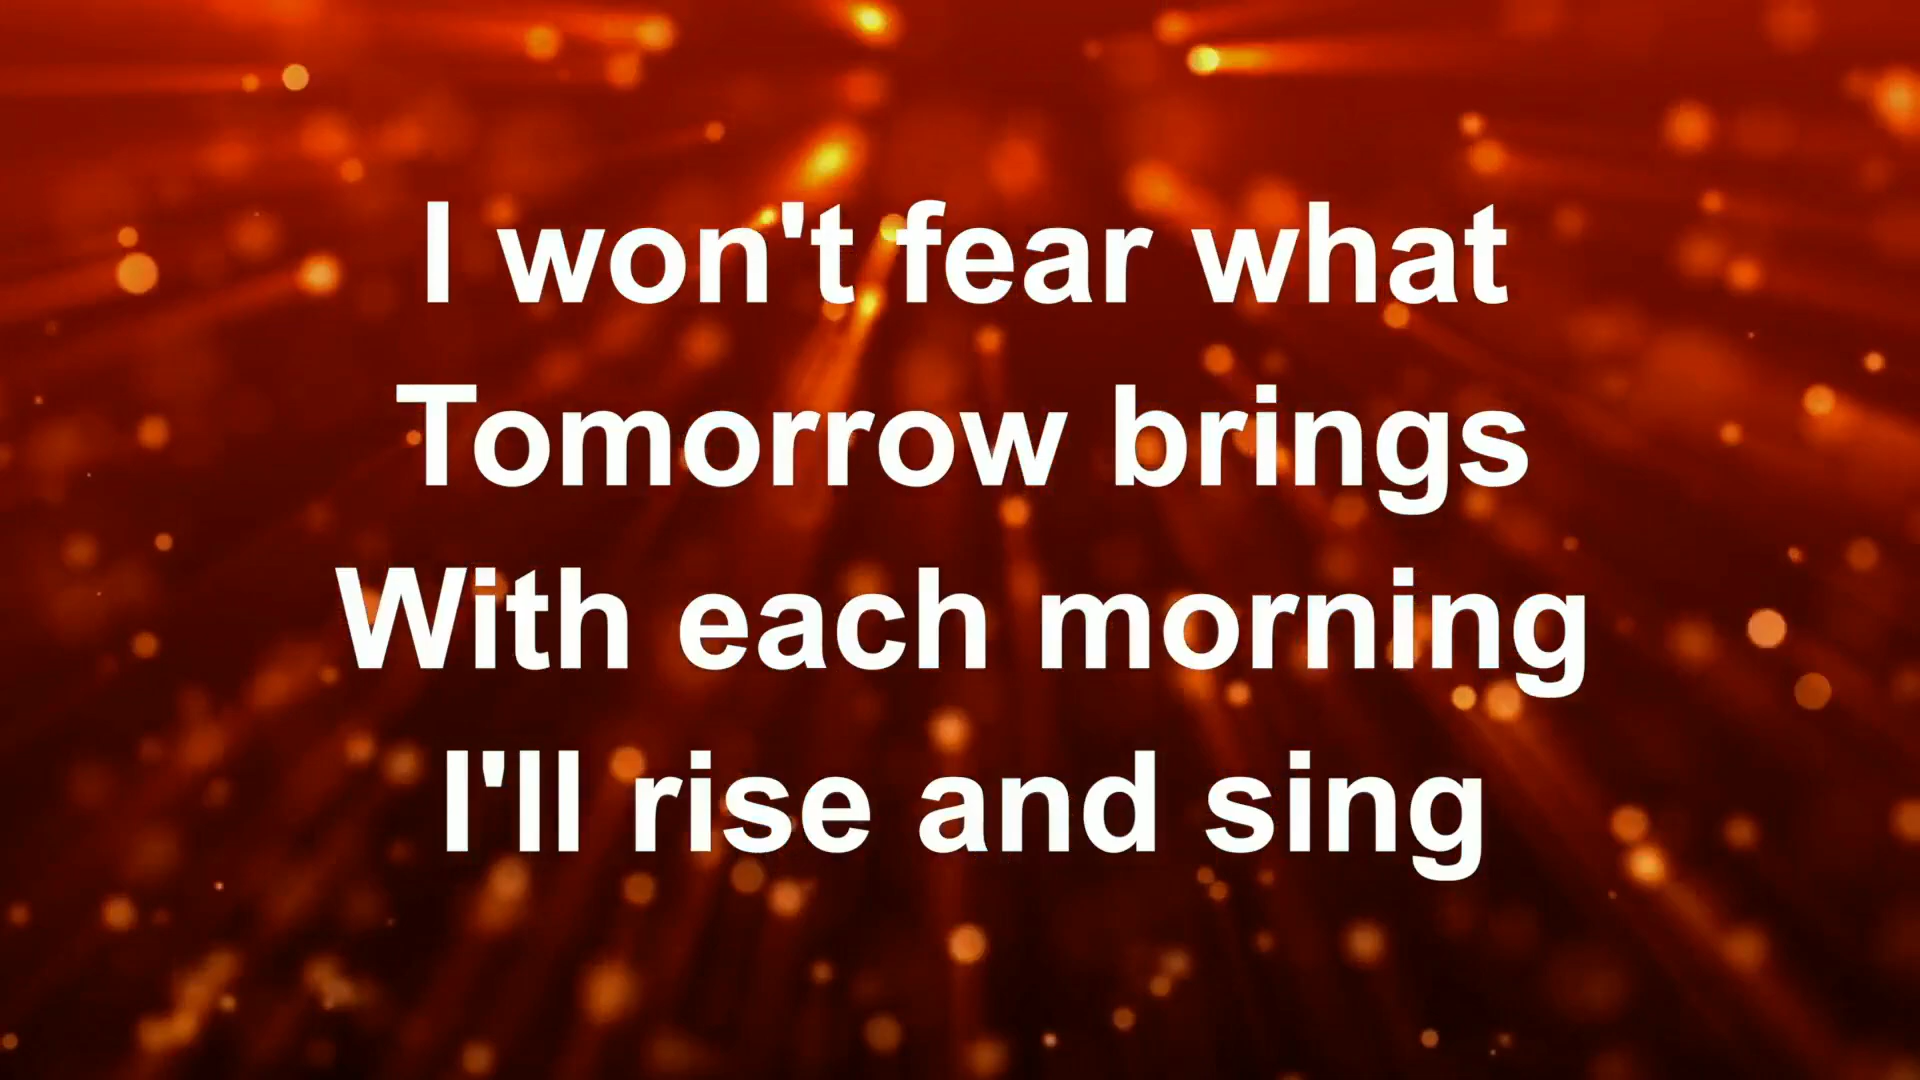 I won't fear what
Tomorrow brings
With each morning
I'll rise and sing